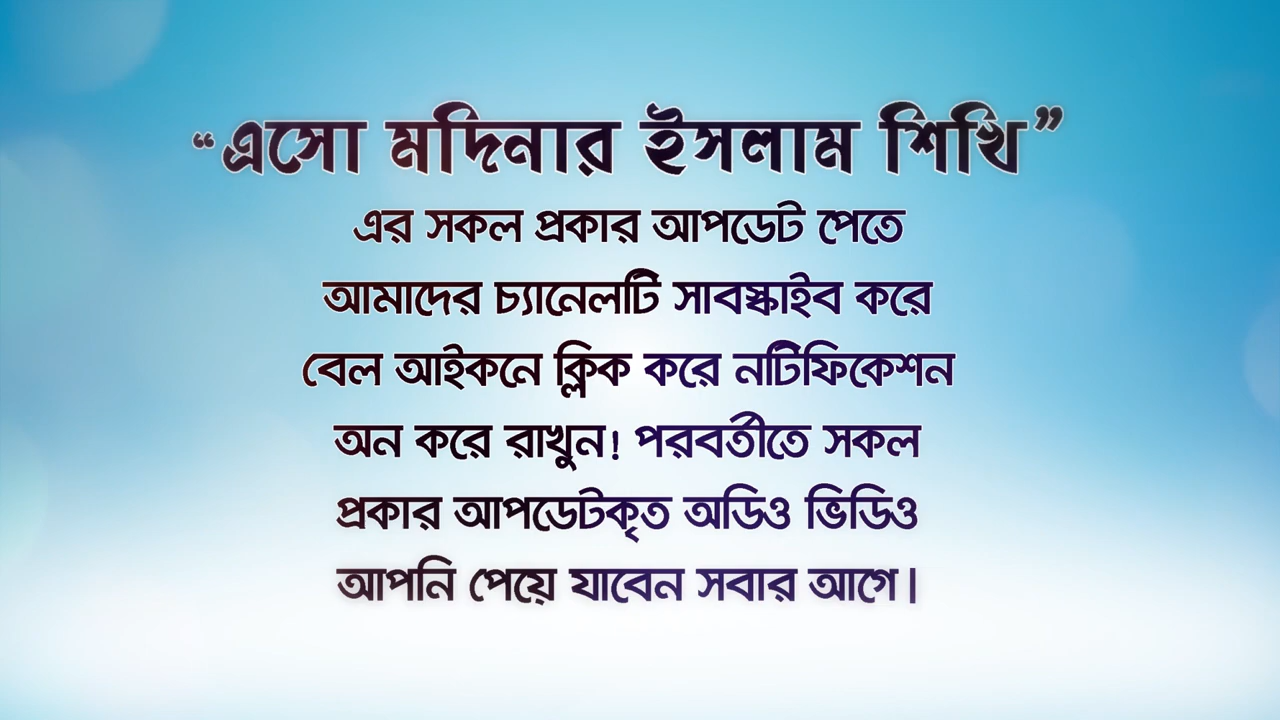 “এসো মদিনার ইসলাম শিখি”
এর সকল প্রকার আপডেট পেতে
আমাদের চ্যানেলটি সাবস্কাইব করে
বেল আইকনে ক্লিক করে নটিফিকেশন
অন করে রাখুন! পরবর্তীতে সকল
প্রকার আপডেটকৃত অডিও ভিডিও
আপনি পেয়ে যাবেন সবার আগে।